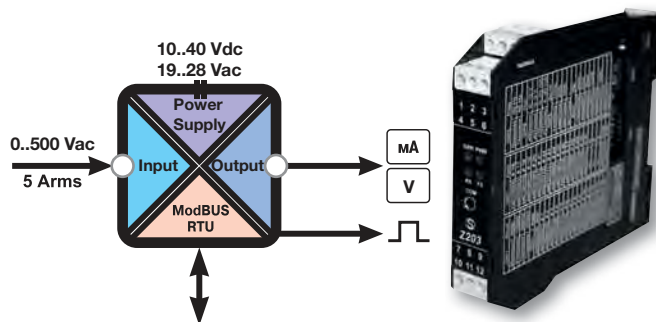 10..40 Vdc
19..28 Vac
Power
Supply
0..500 Vac
5 Arms
Input
Output
ModBUS
RTU
мA
V
1 2 3
4 5 6
Z203
7 8 9
10 11 12